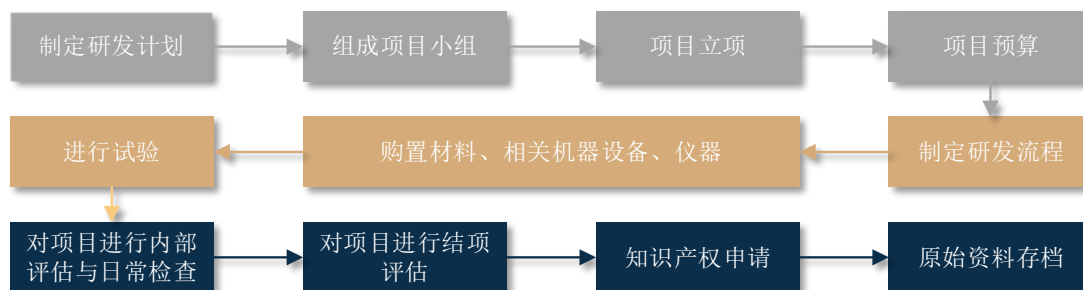 制定研发计划
组成项目小组
项目立项
项目预算
制定研发流程
购置材料、相关机器设备、仪器
进行试验
对项目进行内部
评估与日常检查
对项目进行结项
评估
知识产权申请
原始资料存档